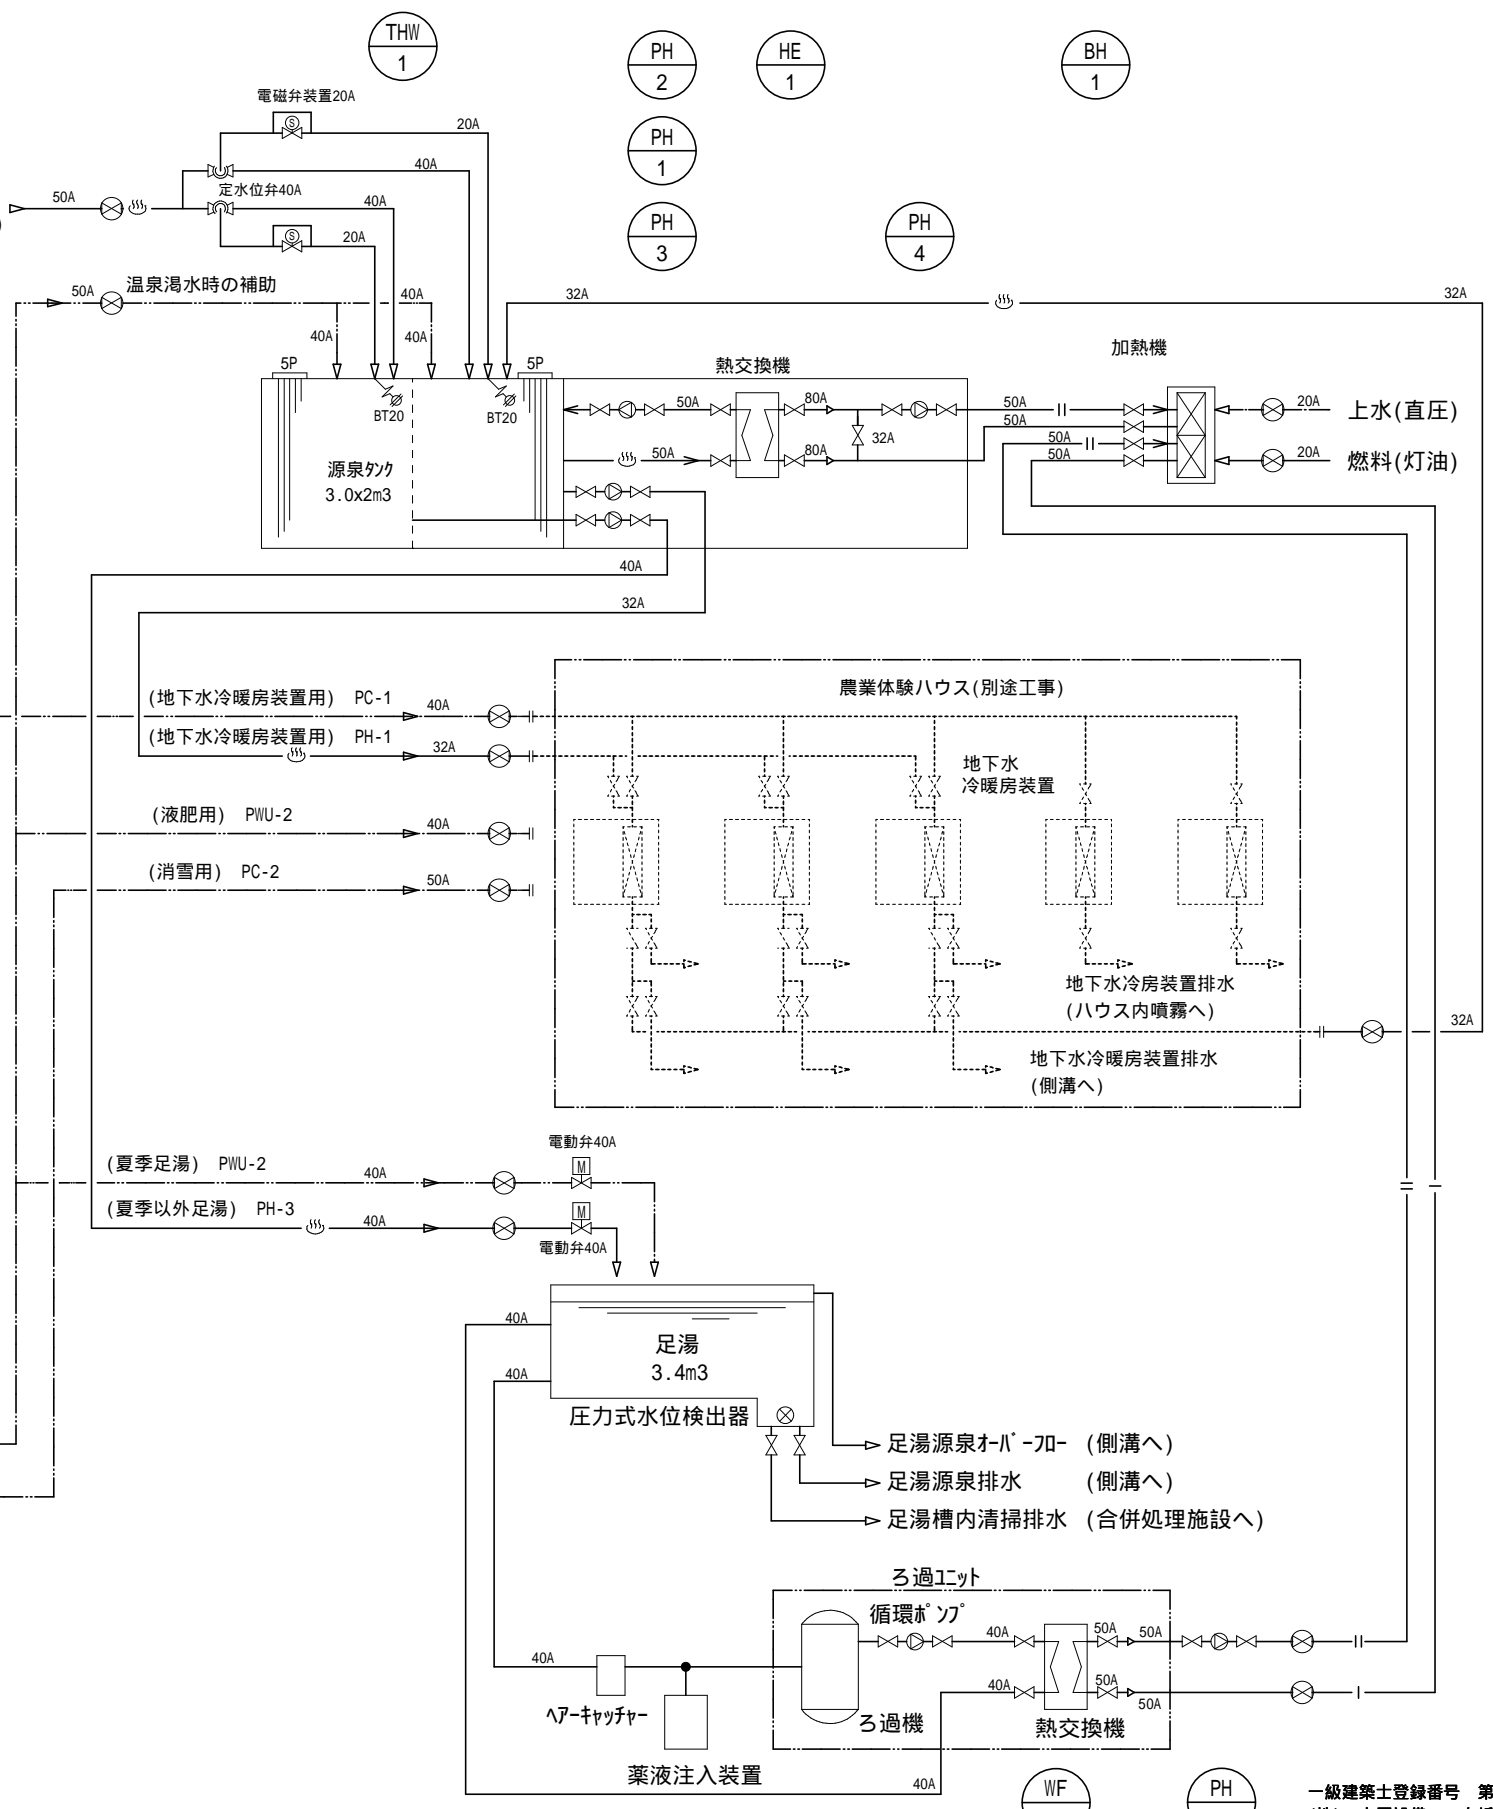 THW
1
PH
2
HE
1
BH
1
電磁弁装置20A
20A
PH
1
40A
定水位弁40A
50A
40A
20A
PH
3
PH
4
温泉渇水時の補助
50A
40A
32A
32A
40A
40A
5P
5P
熱交換機
加熱機
BT20
BT20
50A
80A
50A
20A
上水(直圧)
50A
32A
50A
50A
80A
50A
20A
燃料(灯油)
源泉ﾀﾝｸ
3.0x2m3
40A
32A
農業体験ハウス(別途工事)
(地下水冷暖房装置用) PC-1
40A
(地下水冷暖房装置用) PH-1
32A
地下水
冷暖房装置
(液肥用) PWU-2
40A
(消雪用) PC-2
50A
地下水冷房装置排水
(ハウス内噴霧へ)
32A
地下水冷暖房装置排水
(側溝へ)
電動弁40A
M
(夏季足湯) PWU-2
40A
(夏季以外足湯) PH-3
40A
M
電動弁40A
40A
足湯
3.4m3
40A
圧力式水位検出器
足湯源泉ｵｰﾊﾞｰﾌﾛｰ (側溝へ)
足湯源泉排水 (側溝へ)
足湯槽内清掃排水 (合併処理施設へ)
ろ過ﾕﾆｯﾄ
循環ﾎﾟﾝﾌﾟ
40A
50A
50A
40A
40A
50A
50A
ﾍｱｰｷｬｯﾁｬｰ
ろ過機
熱交換機
薬液注入装置
40A
WF
PH
一級建築士登録番号 第